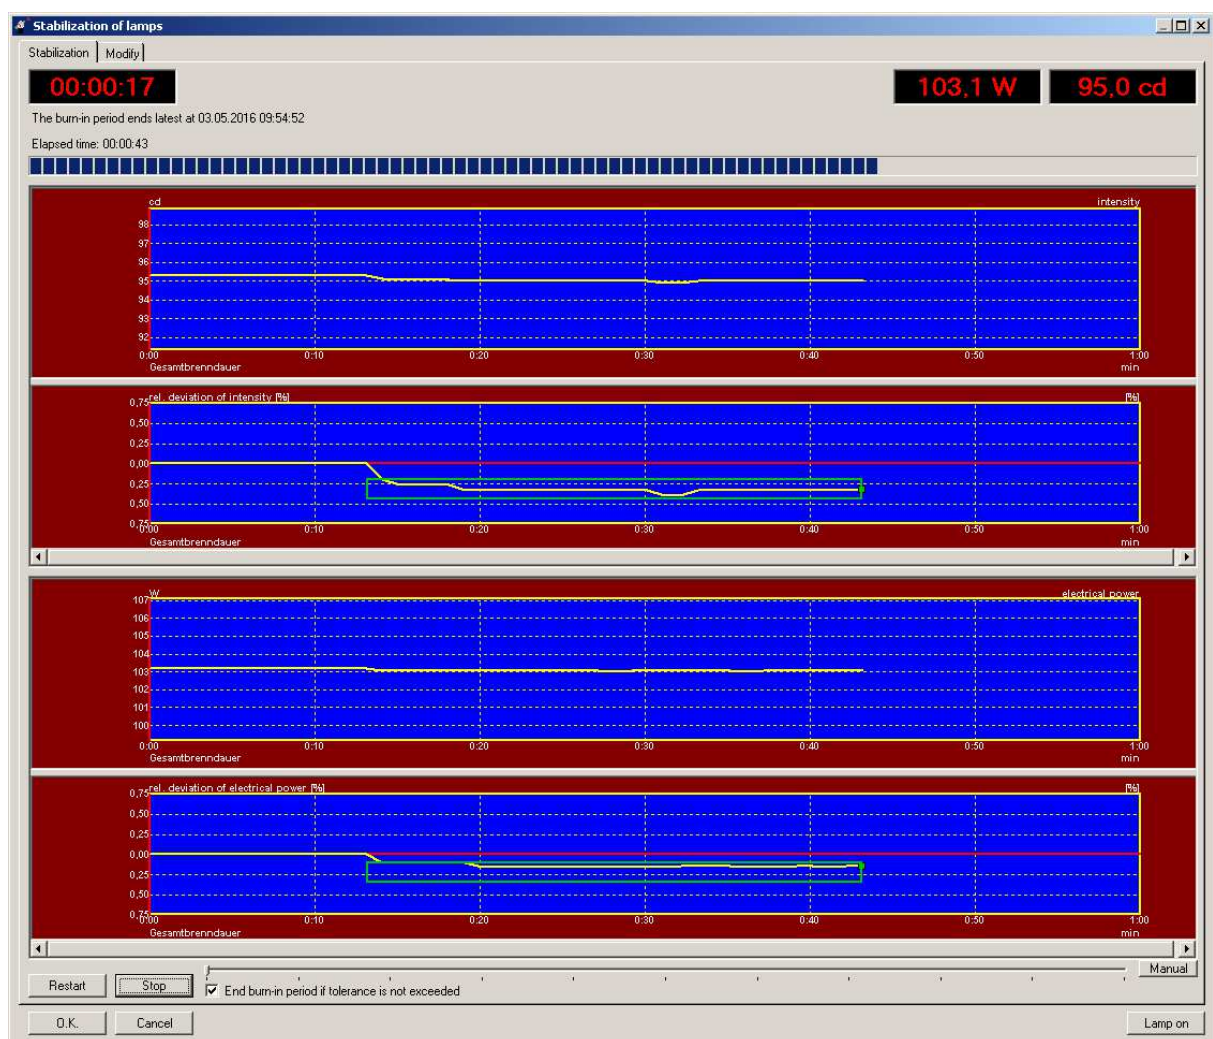 Stabilization of lamps
Stabilization Modify
00:00:17 103,1 W 95,0 cd
The burn-in period ends latest at 03.05.2016 09:54:52
Elapsed time: 00:00:43
cd intensity
98
97
96
95
94
93
92
0:00 0:10 0:20 0:30 0:40 0:50 1:00
Gesamtbrenndauer min
0,75 rel. deviation of intensity [%] [%]
0,50
0,25
0,00
0,25
0,50
0,75
0:00 0:10 0:20 0:30 0:40 0:50 1:00
Gesamtbrenndauer min
W electrical power
107
106
105
104
103
102
101
100
0:00 0:10 0:20 0:30 0:40 0:50 1:00
Gesamtbrenndauer min
0,75 rel. deviation of electrical power [%] [%]
0,50
0,25
0,00
0,25
0,50
0,75
0:00 0:10 0:20 0:30 0:40 0:50 1:00
Gesamtbrenndauer min
Manual
Restart Stop End burn-in period if tolerance is not exceeded
O.K. Cancel Lamp on